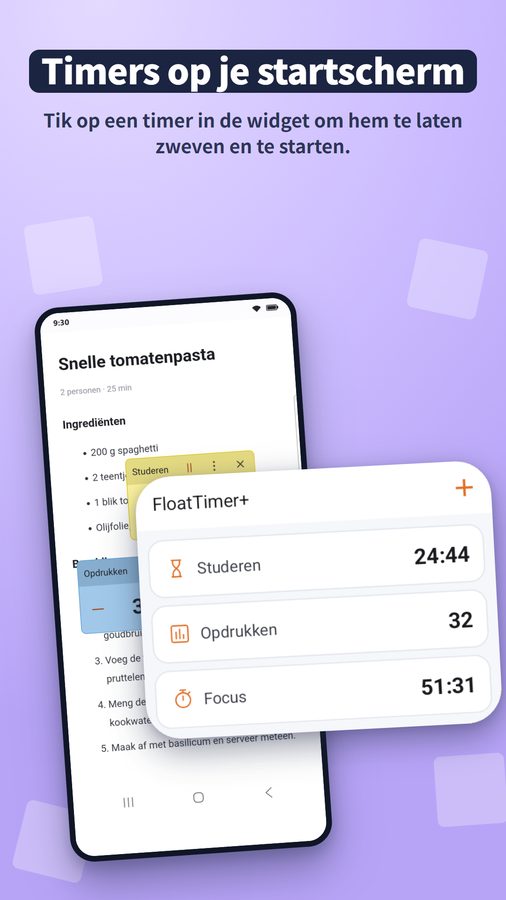 Timers op je startscherm
Tik op een timer in de widget om hem te laten
zweven en te starten.
9:30
Snelle tomatenpasta
2 personen · 25 min
Ingrediënten
• 200 g spaghetti
• 2 teentj
Studeren
• 1 blik to
• Olijfolie
Opdrukken
goudbrui
3. Voeg de
pruttelen
4. Meng de
kookwate
5. Maak af met basilicum en serveer meteen.
FloatTimer+
Studeren
24:44
Opdrukken
32
Focus
51:31